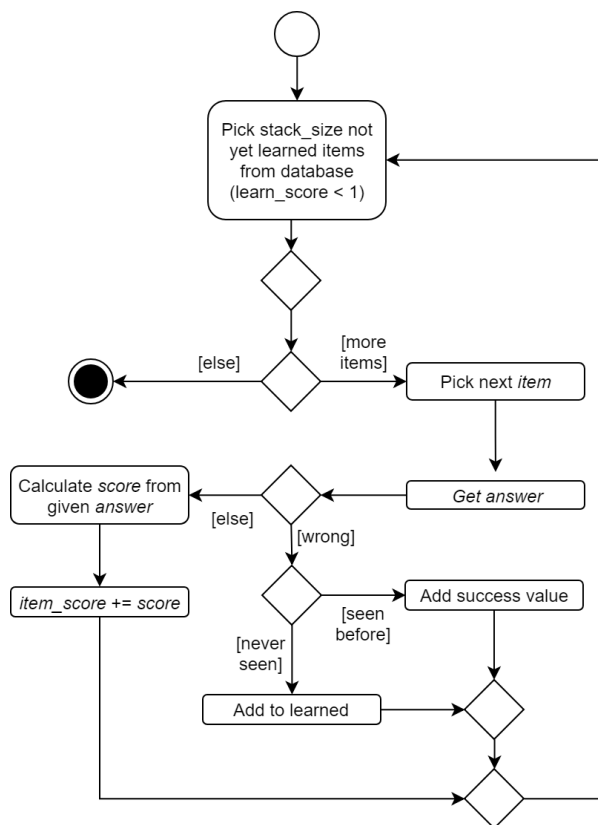 Pick stack_size not
yet learned items
from database
(learn_score < 1)
[else]
[more
items]
Pick next item
Calculate score from
given answer
[else]
Get answer
[wrong]
item_score += score
Add success value
[seen
before]
[never
seen]
Add to learned